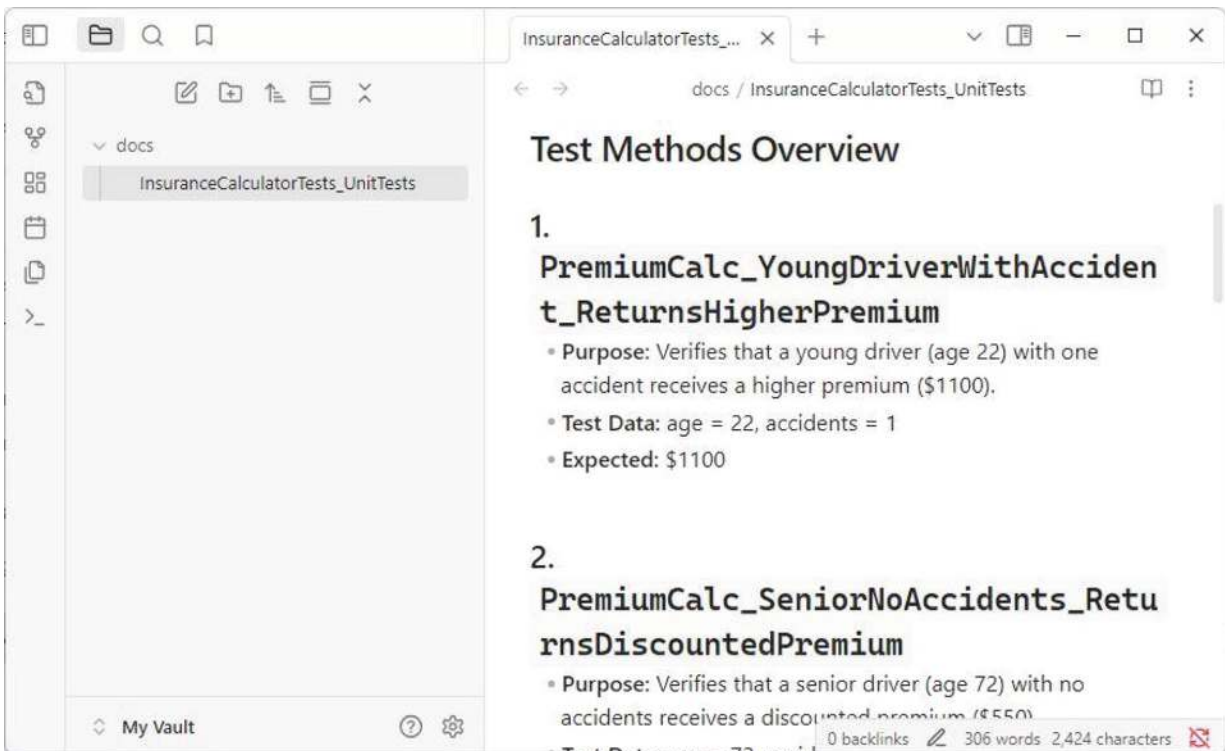 InsuranceCalculatorTests_...
docs / InsuranceCalculatorTests_UnitTests
docs
InsuranceCalculatorTests_UnitTests
My Vault
Test Methods Overview
1.
PremiumCalc_YoungDriverWithAcciden
t_ReturnsHigherPremium
• Purpose: Verifies that a young driver (age 22) with one
accident receives a higher premium ($1100).
• Test Data: age = 22, accidents = 1
• Expected: $1100
2.
PremiumCalc_SeniorNoAccidents_Retu
rnsDiscountedPremium
• Purpose: Verifies that a senior driver (age 72) with no
accidents receives a discounted premium ($550)
0 backlinks 306 words 2,424 characters